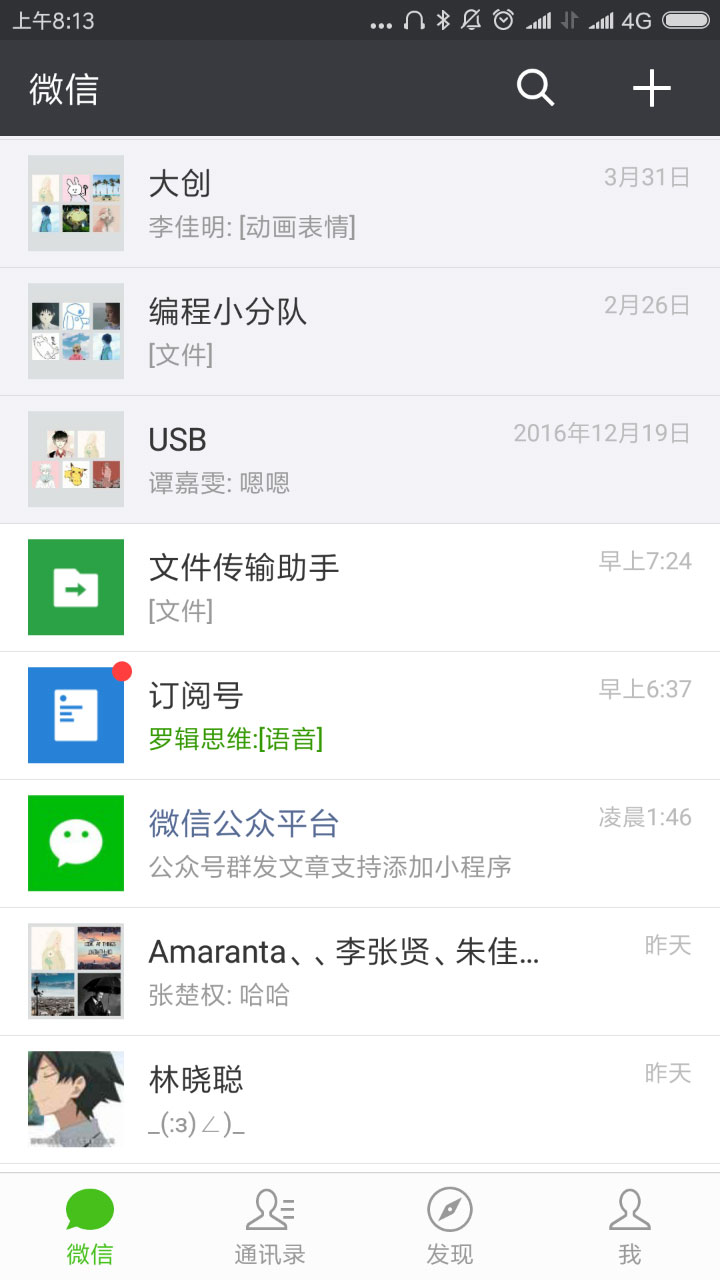 上午8:13
... 4G
微信
大创 3月31日
李佳明: [动画表情]
编程小分队 2月26日
[文件]
USB 2016年12月19日
谭嘉雯: 嗯嗯
文件传输助手 早上7:24
[文件]
订阅号 早上6:37
罗辑思维:[语音]
微信公众平台 凌晨1:46
公众号群发文章支持添加小程序
Amaranta、、李张贤、朱佳... 昨天
张楚权: 哈哈
林晓聪 昨天
_(:з)∠)_
微信 通讯录 发现 我